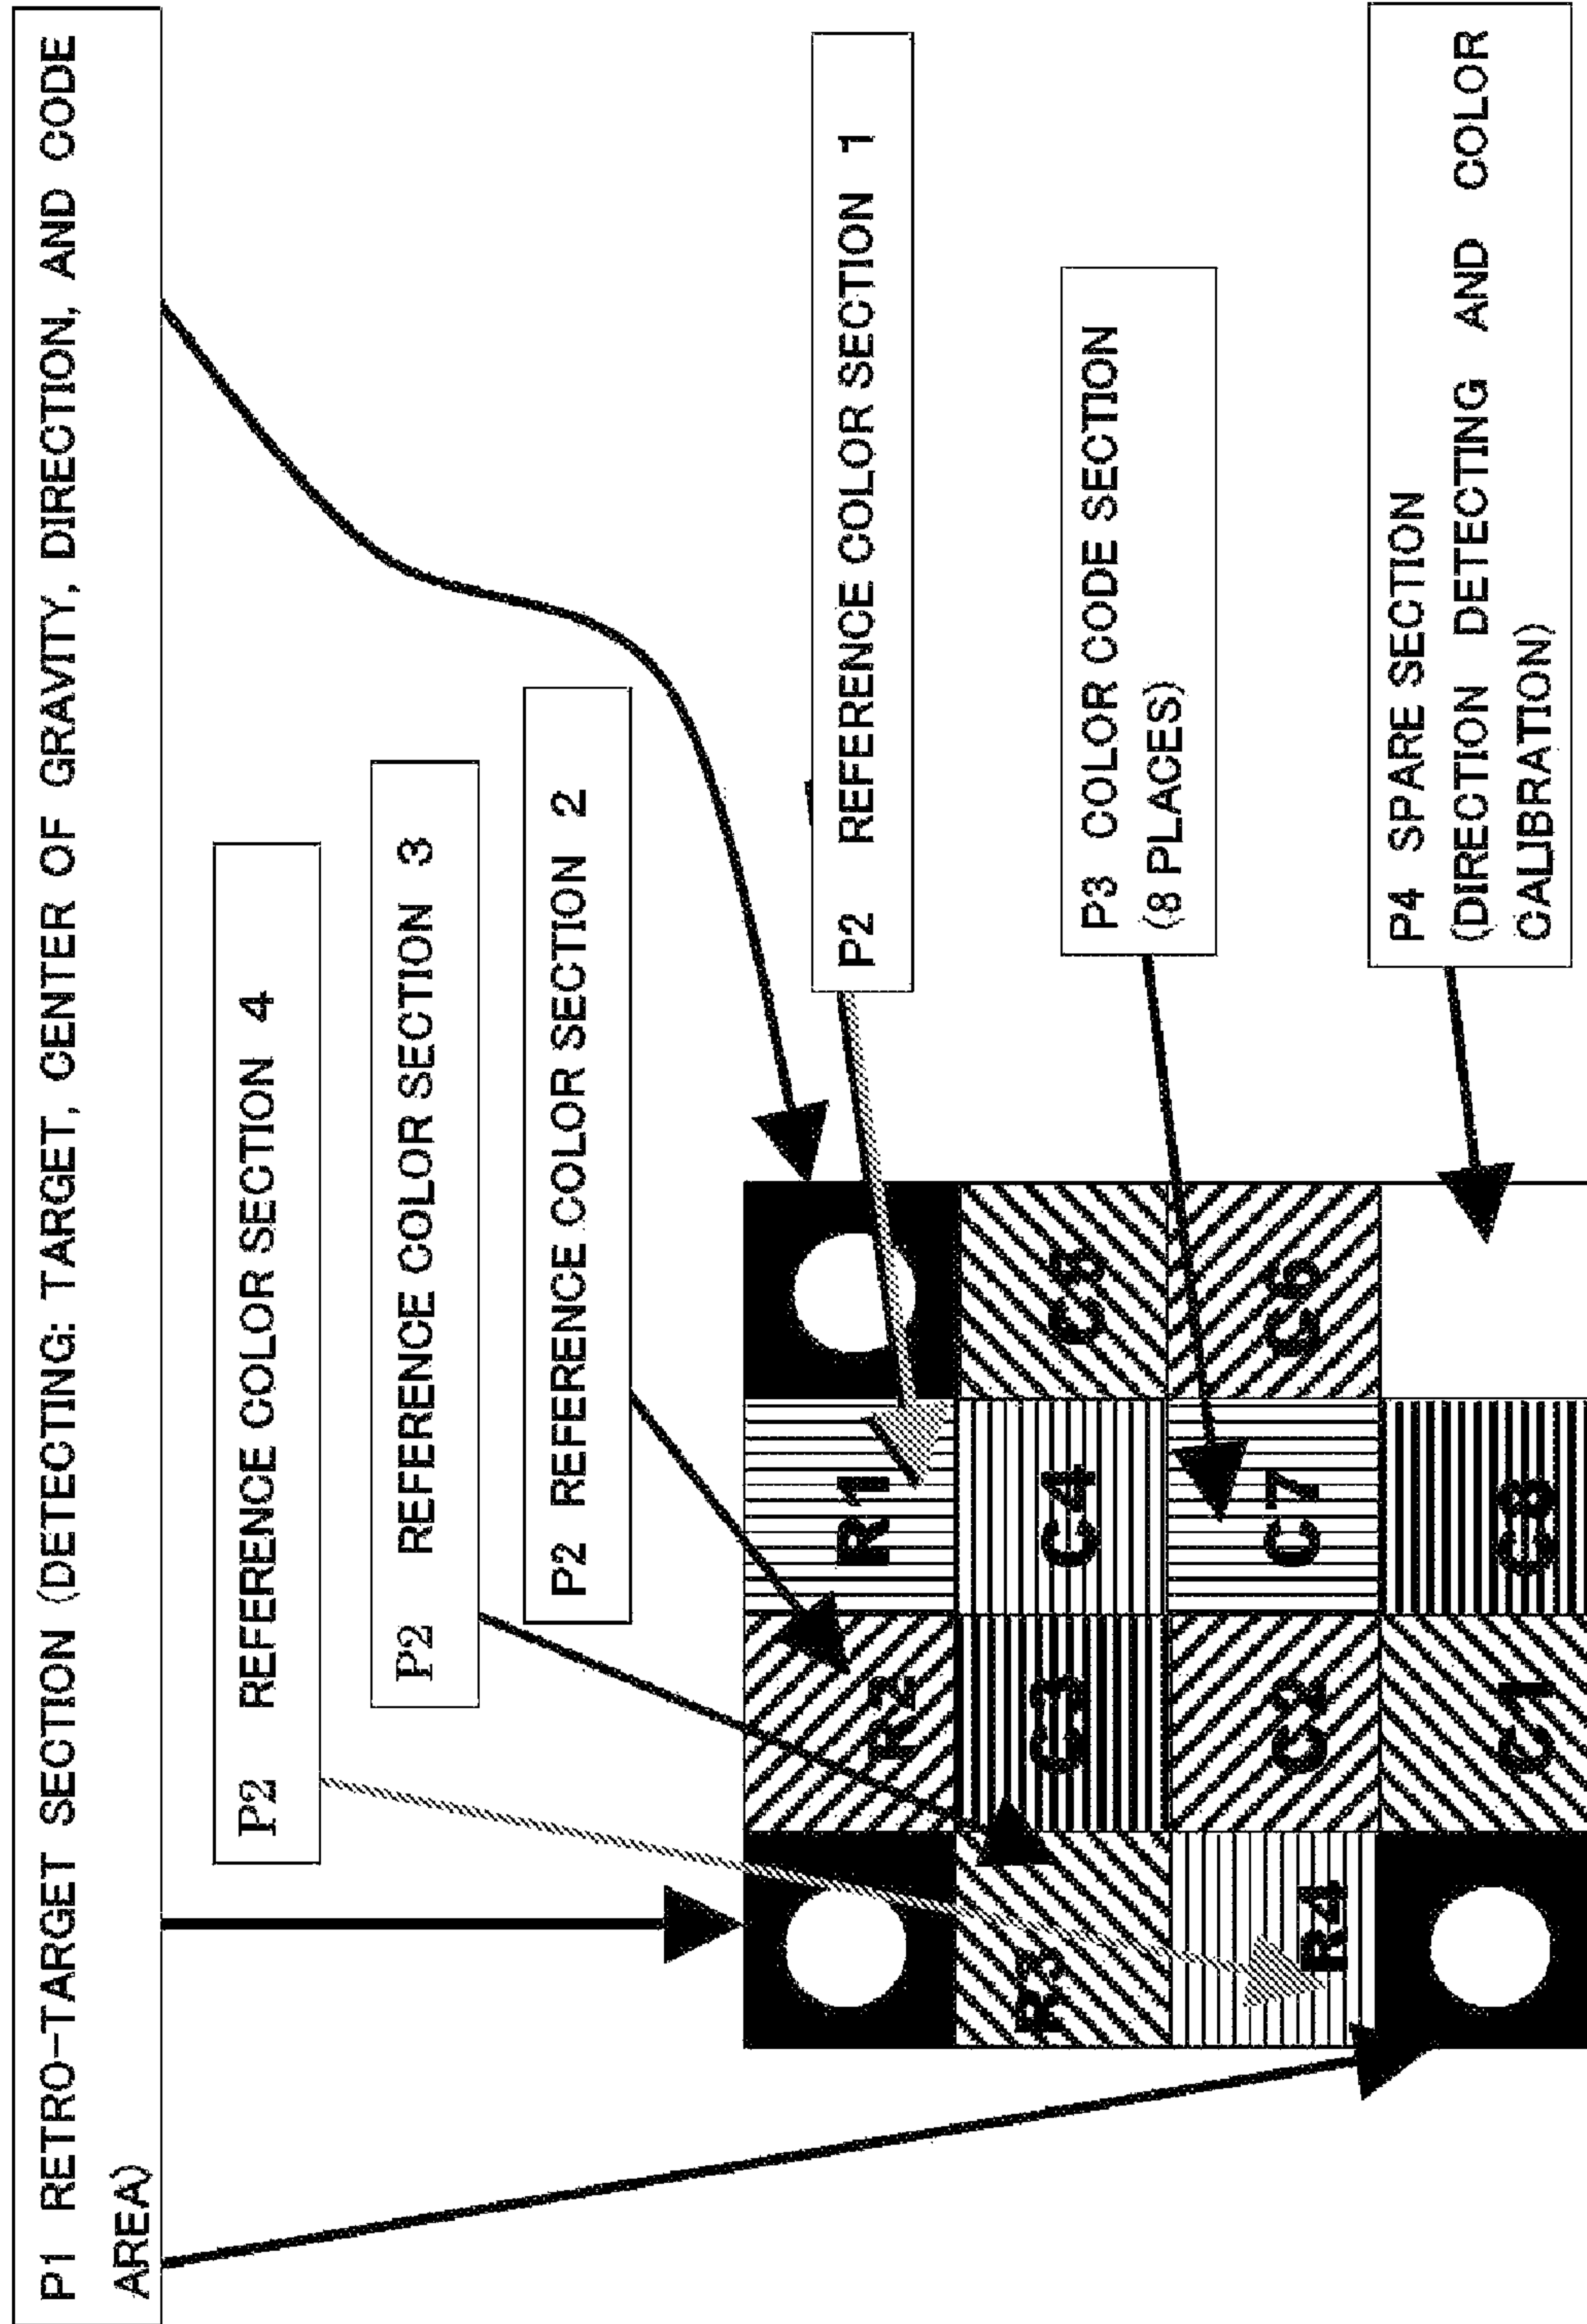 P1 RETRO-TARGET SECTION (DETECTING: TARGET, CENTER OF GRAVITY, DIRECTION, AND CODE
AREA)
P2 REFERENCE COLOR SECTION 4
P2 REFERENCE COLOR SECTION 3
P2 REFERENCE COLOR SECTION 2
P2 REFERENCE COLOR SECTION 1
P3 COLOR CODE SECTION
(8 PLACES)
P4 SPARE SECTION
(DIRECTION DETECTING AND COLOR
CALIBRATION)
R2 R1
R3 C3 C4 C5
R4 C2 C7 C6
C1 C8